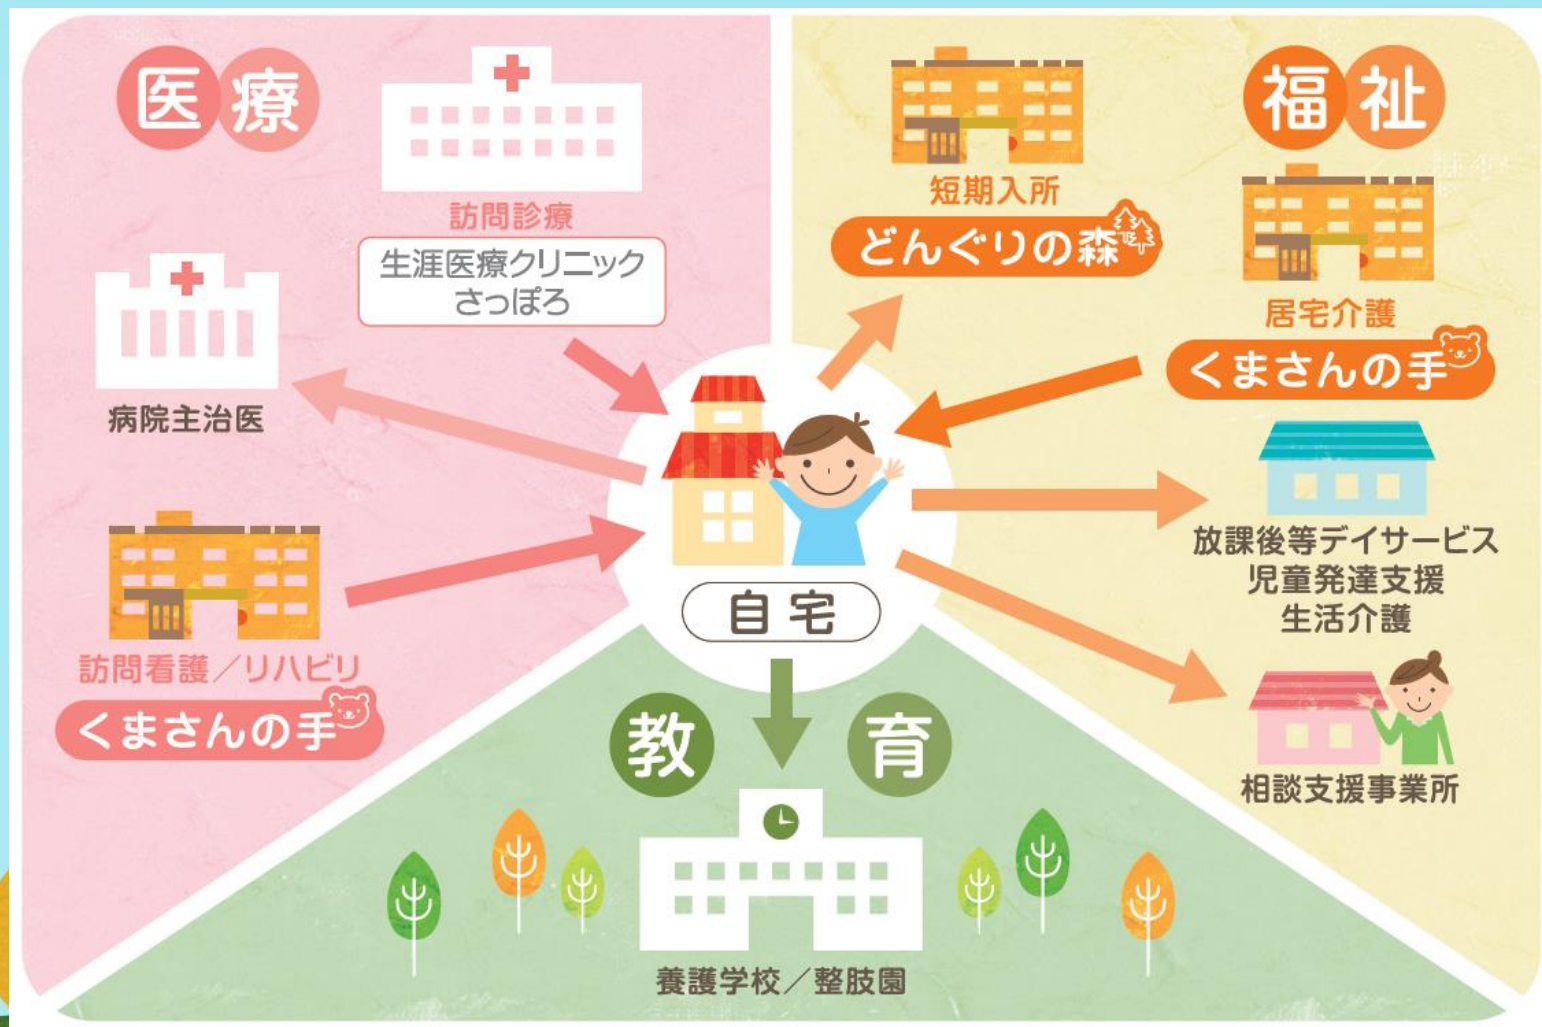 医療
訪問診療
生涯医療クリニック
さっぽろ
病院主治医
訪問看護／リハビリ
くまさんの手
福祉
短期入所
どんぐりの森
居宅介護
くまさんの手
放課後等デイサービス
児童発達支援
生活介護
相談支援事業所
自宅
教育
養護学校／整肢園